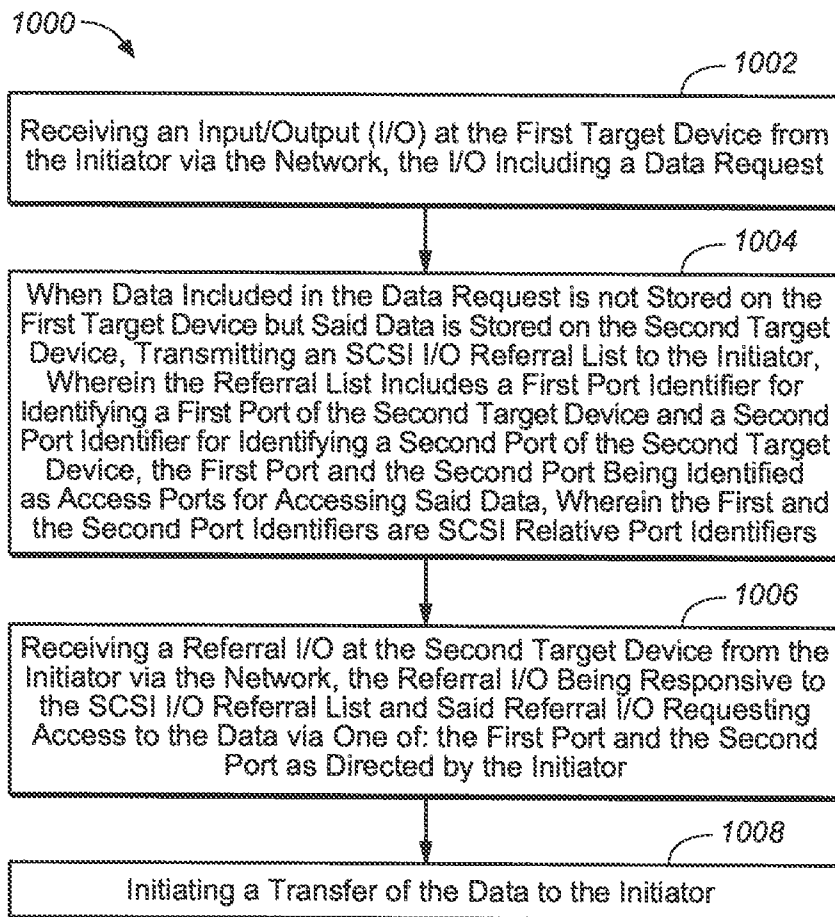 1000
1002
Receiving an Input/Output (I/O) at the First Target Device from
the Initiator via the Network, the I/O Including a Data Request
1004
When Data Included in the Data Request is not Stored on the
First Target Device but Said Data is Stored on the Second Target
Device, Transmitting an SCSI I/O Referral List to the Initiator,
Wherein the Referral List Includes a First Port Identifier for
Identifying a First Port of the Second Target Device and a Second
Port Identifier for Identifying a Second Port of the Second Target
Device, the First Port and the Second Port Being Identified
as Access Ports for Accessing Said Data, Wherein the First and
the Second Port Identifiers are SCSI Relative Port Identifiers
1006
Receiving a Referral I/O at the Second Target Device from the
Initiator via the Network, the Referral I/O Being Responsive to
the SCSI I/O Referral List and Said Referral I/O Requesting
Access to the Data via One of: the First Port and the Second
Port as Directed by the Initiator
1008
Initiating a Transfer of the Data to the Initiator